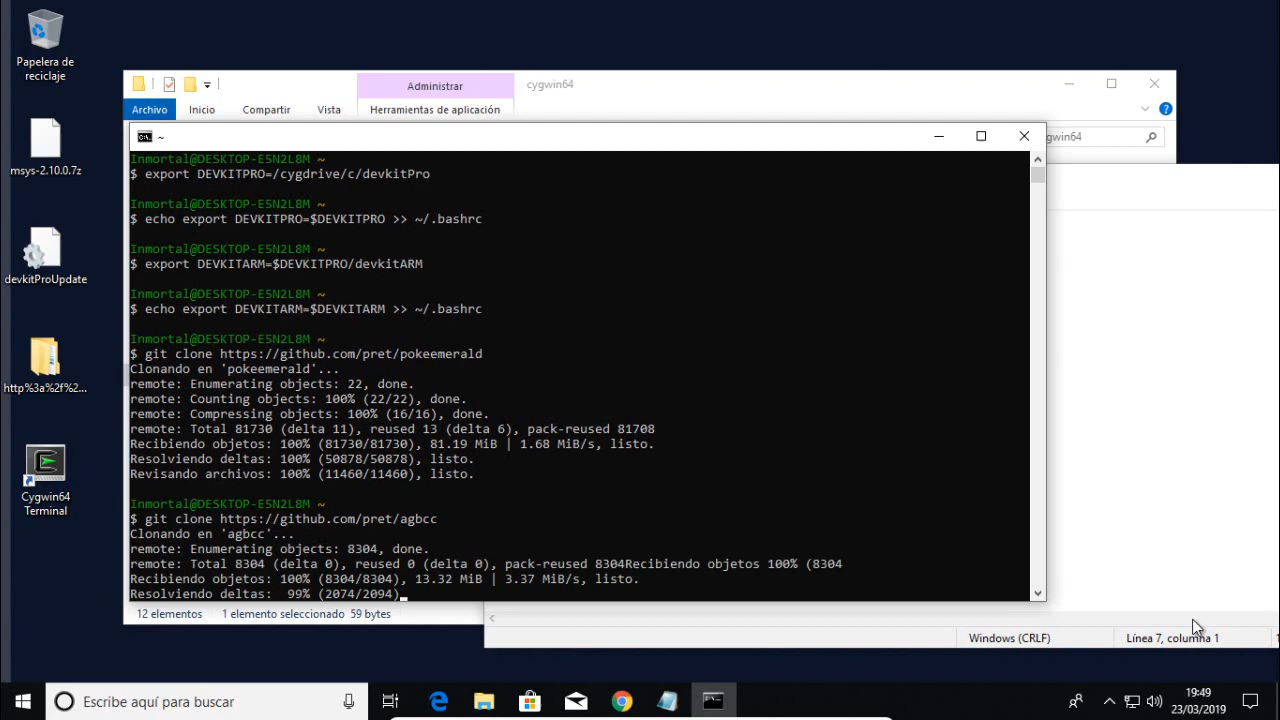 Papelera de
reciclaje
msys-2.10.0.7z
devkitProUpdate
http%3a%2f%2...
Cygwin64
Terminal
Administrar
cygwin64
Archivo
Inicio
Compartir
Vista
Herramientas de aplicación
gwin64
~
Inmortal@DESKTOP-E5N2L8M ~
$ export DEVKITPRO=/cygdrive/c/devkitPro
Inmortal@DESKTOP-E5N2L8M ~
$ echo export DEVKITPRO=$DEVKITPRO >> ~/.bashrc
Inmortal@DESKTOP-E5N2L8M ~
$ export DEVKITARM=$DEVKITPRO/devkitARM
Inmortal@DESKTOP-E5N2L8M ~
$ echo export DEVKITARM=$DEVKITARM >> ~/.bashrc
Inmortal@DESKTOP-E5N2L8M ~
$ git clone https://github.com/pret/pokeemerald
Clonando en 'pokeemerald'...
remote: Enumerating objects: 22, done.
remote: Counting objects: 100% (22/22), done.
remote: Compressing objects: 100% (16/16), done.
remote: Total 81730 (delta 11), reused 13 (delta 6), pack-reused 81708
Recibiendo objetos: 100% (81730/81730), 81.19 MiB | 1.68 MiB/s, listo.
Resolviendo deltas: 100% (50878/50878), listo.
Revisando archivos: 100% (11460/11460), listo.
Inmortal@DESKTOP-E5N2L8M ~
$ git clone https://github.com/pret/agbcc
Clonando en 'agbcc'...
remote: Enumerating objects: 8304, done.
remote: Total 8304 (delta 0), reused 0 (delta 0), pack-reused 8304Recibiendo objetos 100% (8304
Recibiendo objetos: 100% (8304/8304), 13.32 MiB | 3.37 MiB/s, listo.
Resolviendo deltas:  99% (2074/2094)
12 elementos
1 elemento seleccionado 59 bytes
Windows (CRLF)
Línea 7, columna 1
Escribe aquí para buscar
19:49
23/03/2019